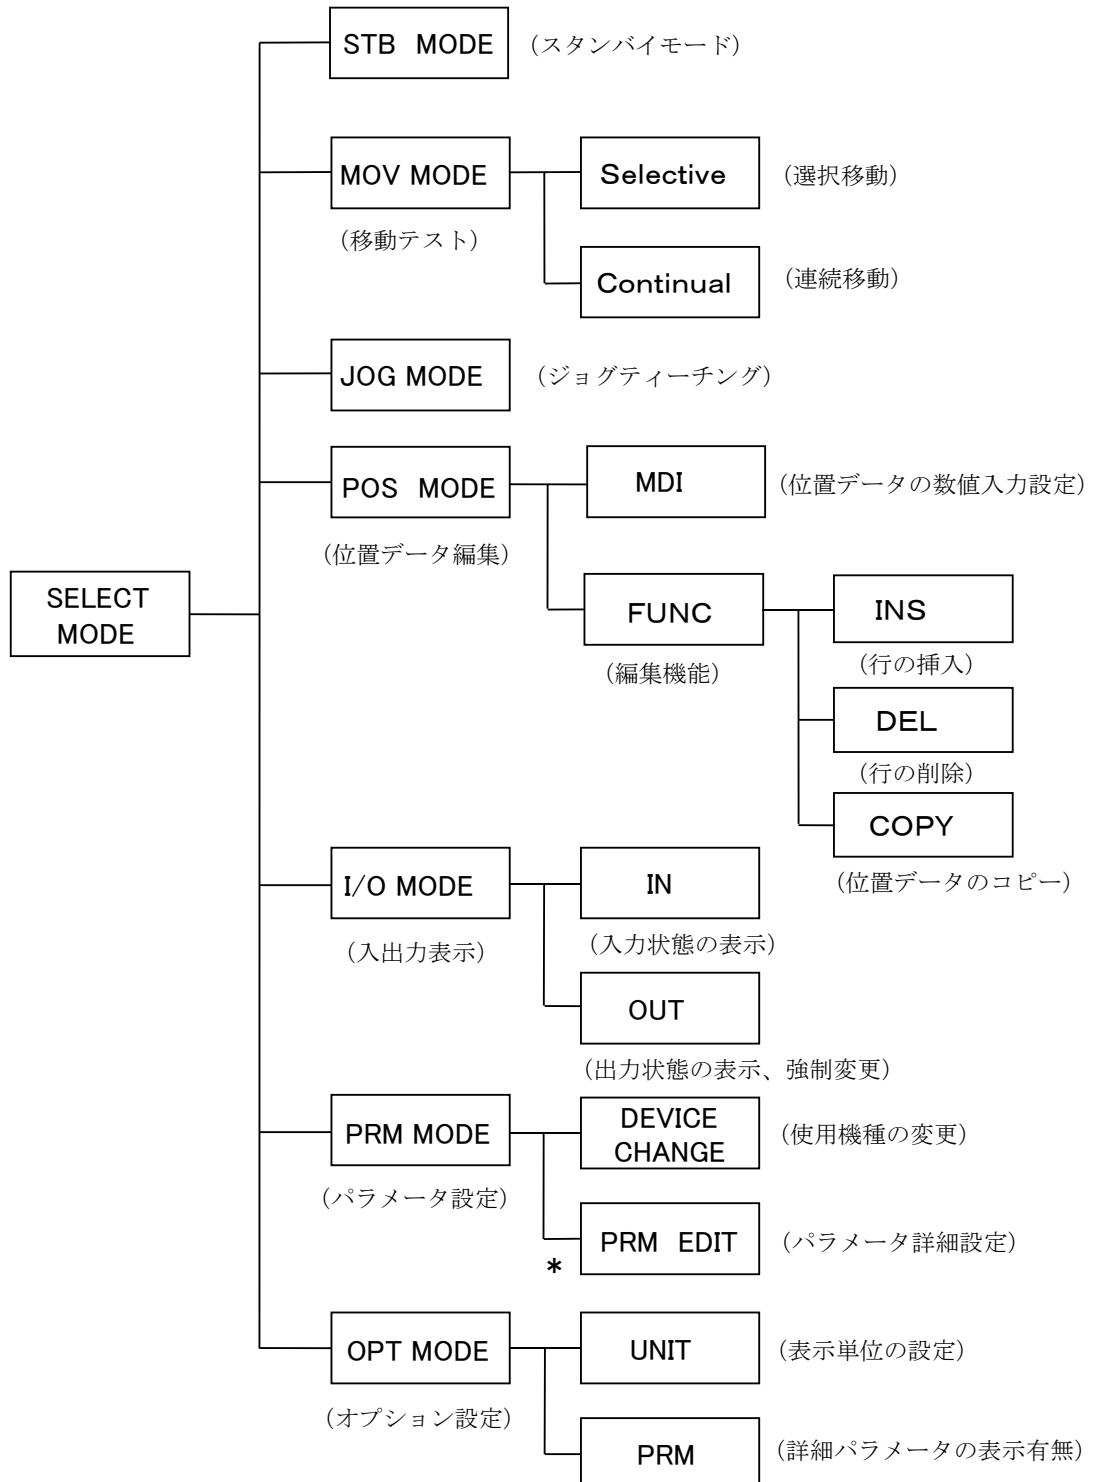 STB MODE (スタンバイモード)
MOV MODE
(移動テスト)
Selective (選択移動)
Continual (連続移動)
JOG MODE (ジョグティーチング)
POS MODE
(位置データ編集)
MDI (位置データの数値入力設定)
SELECT
MODE
FUNC
(編集機能)
INS
(行の挿入)
DEL
(行の削除)
COPY
(位置データのコピー)
I/O MODE
(入出力表示)
IN
(入力状態の表示)
OUT
(出力状態の表示、強制変更)
PRM MODE
(パラメータ設定)
DEVICE
CHANGE
(使用機種の変更)
PRM EDIT (パラメータ詳細設定)
*
OPT MODE
(オプション設定)
UNIT (表示単位の設定)
PRM (詳細パラメータの表示有無)